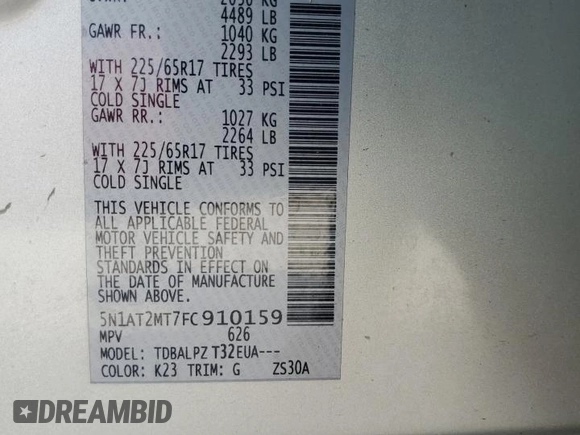 4489 LB
GAWR FR.: 1040 KG
2293 LB
WITH 225/65R17 TIRES
17 X 7J RIMS AT 33 PSI
COLD SINGLE
GAWR RR.: 1027 KG
2264 LB
WITH 225/65R17 TIRES
17 X 7J RIMS AT 33 PSI
COLD SINGLE
THIS VEHICLE CONFORMS TO
ALL APPLICABLE FEDERAL
MOTOR VEHICLE SAFETY AND
THEFT PREVENTION
STANDARDS IN EFFECT ON
THE DATE OF MANUFACTURE
SHOWN ABOVE.
5N1AT2MT7FC910159
MPV 626
MODEL: TDBALPZ T32EUA---
COLOR: K23 TRIM: G ZS30A
DREAMBID